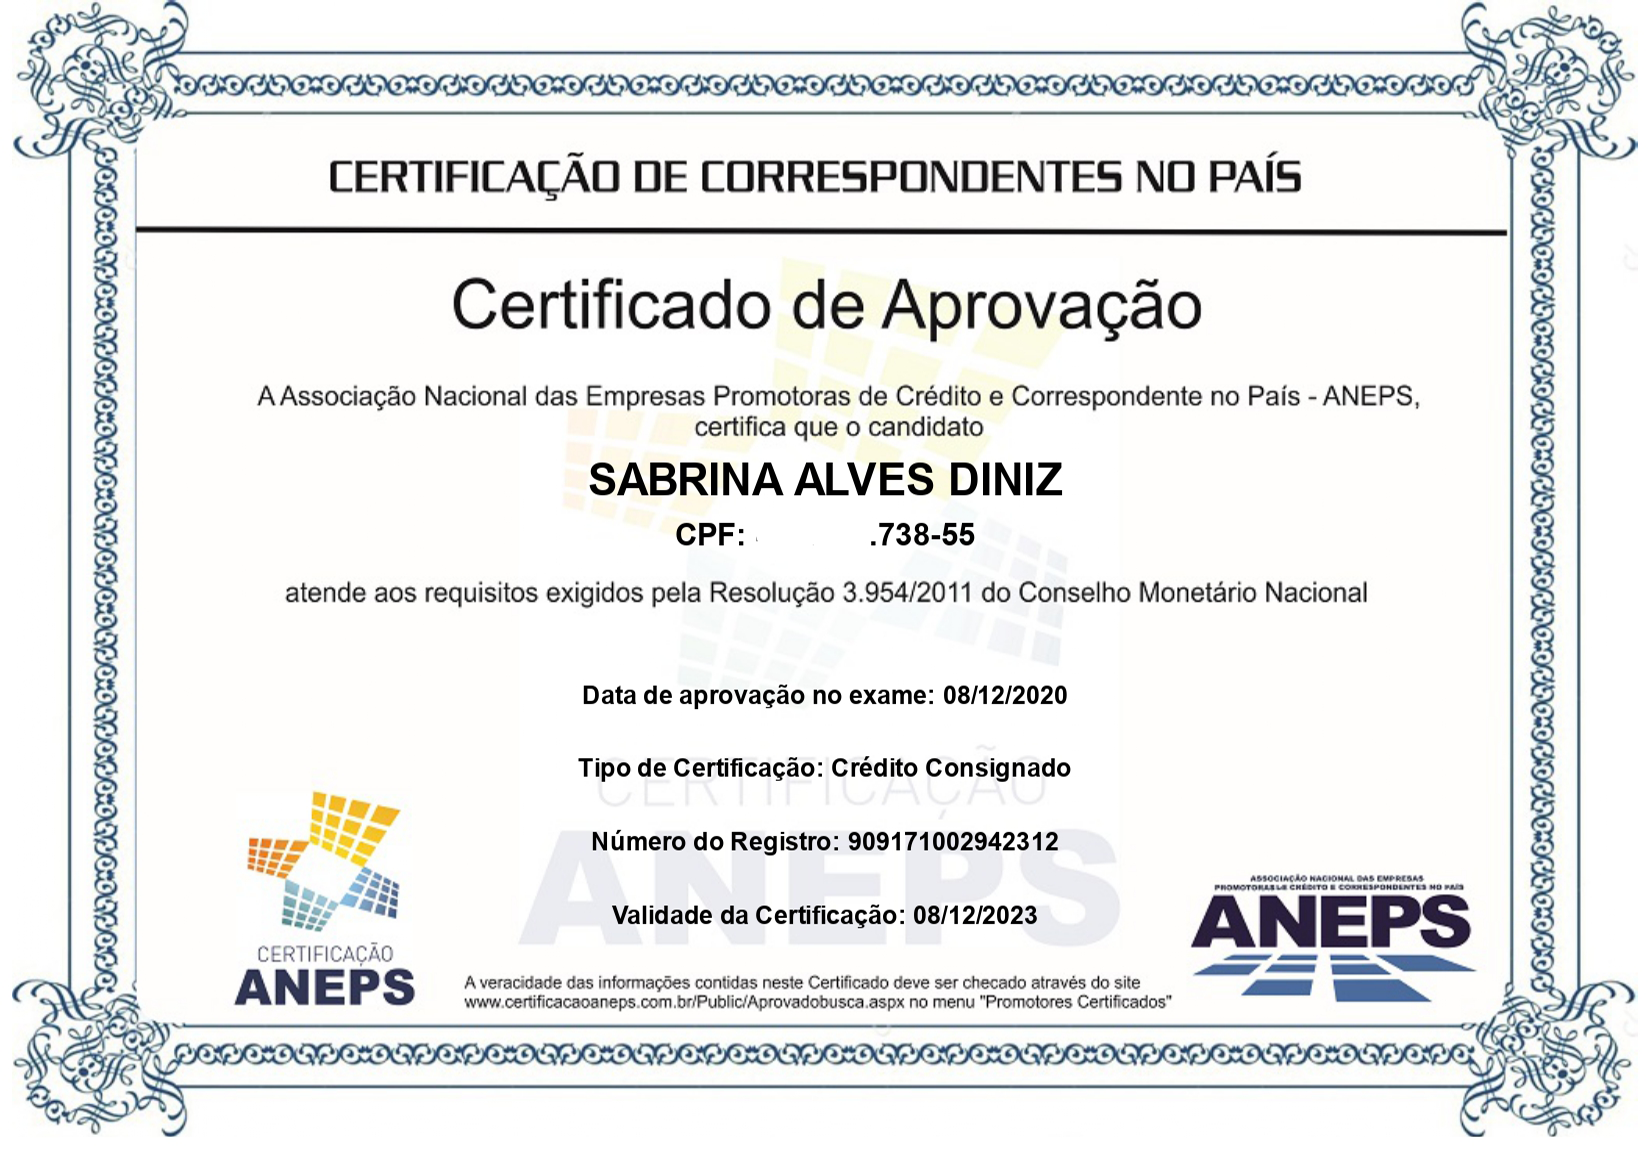 CERTIFICAÇÃO DE CORRESPONDENTES NO PAÍS
Certificado de Aprovação
A Associação Nacional das Empresas Promotoras de Crédito e Correspondente no País - ANEPS,
certifica que o candidato
SABRINA ALVES DINIZ
CPF: .738-55
atende aos requisitos exigidos pela Resolução 3.954/2011 do Conselho Monetário Nacional
Data de aprovação no exame: 08/12/2020
Tipo de Certificação: Crédito Consignado
CERTIFICAÇÃO
Número do Registro: 909171002942312
ANEPS
Validade da Certificação: 08/12/2023
CERTIFICAÇÃO
ANEPS
A veracidade das informações contidas neste Certificado deve ser checado através do site
www.certificacaoaneps.com.br/Public/Aprovadobusca.aspx no menu "Promotores Certificados"
ASSOCIAÇÃO NACIONAL DAS EMPRESAS
PROMOTORAS DE CRÉDITO E CORRESPONDENTES NO PAÍS
ANEPS